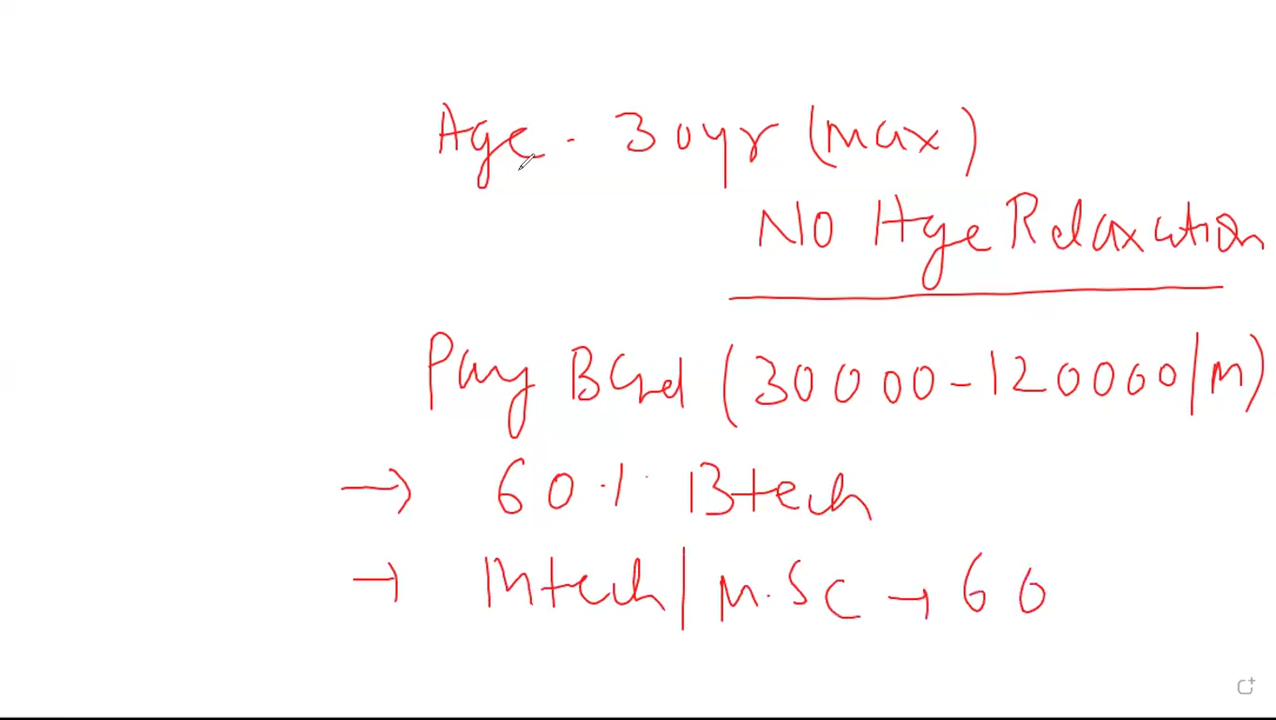 Age - 30yr (max)
NO Age Relaxation
Pay Band (30000-120000/M)
→ 60% Btech
→ Mtech/M.Sc → 60